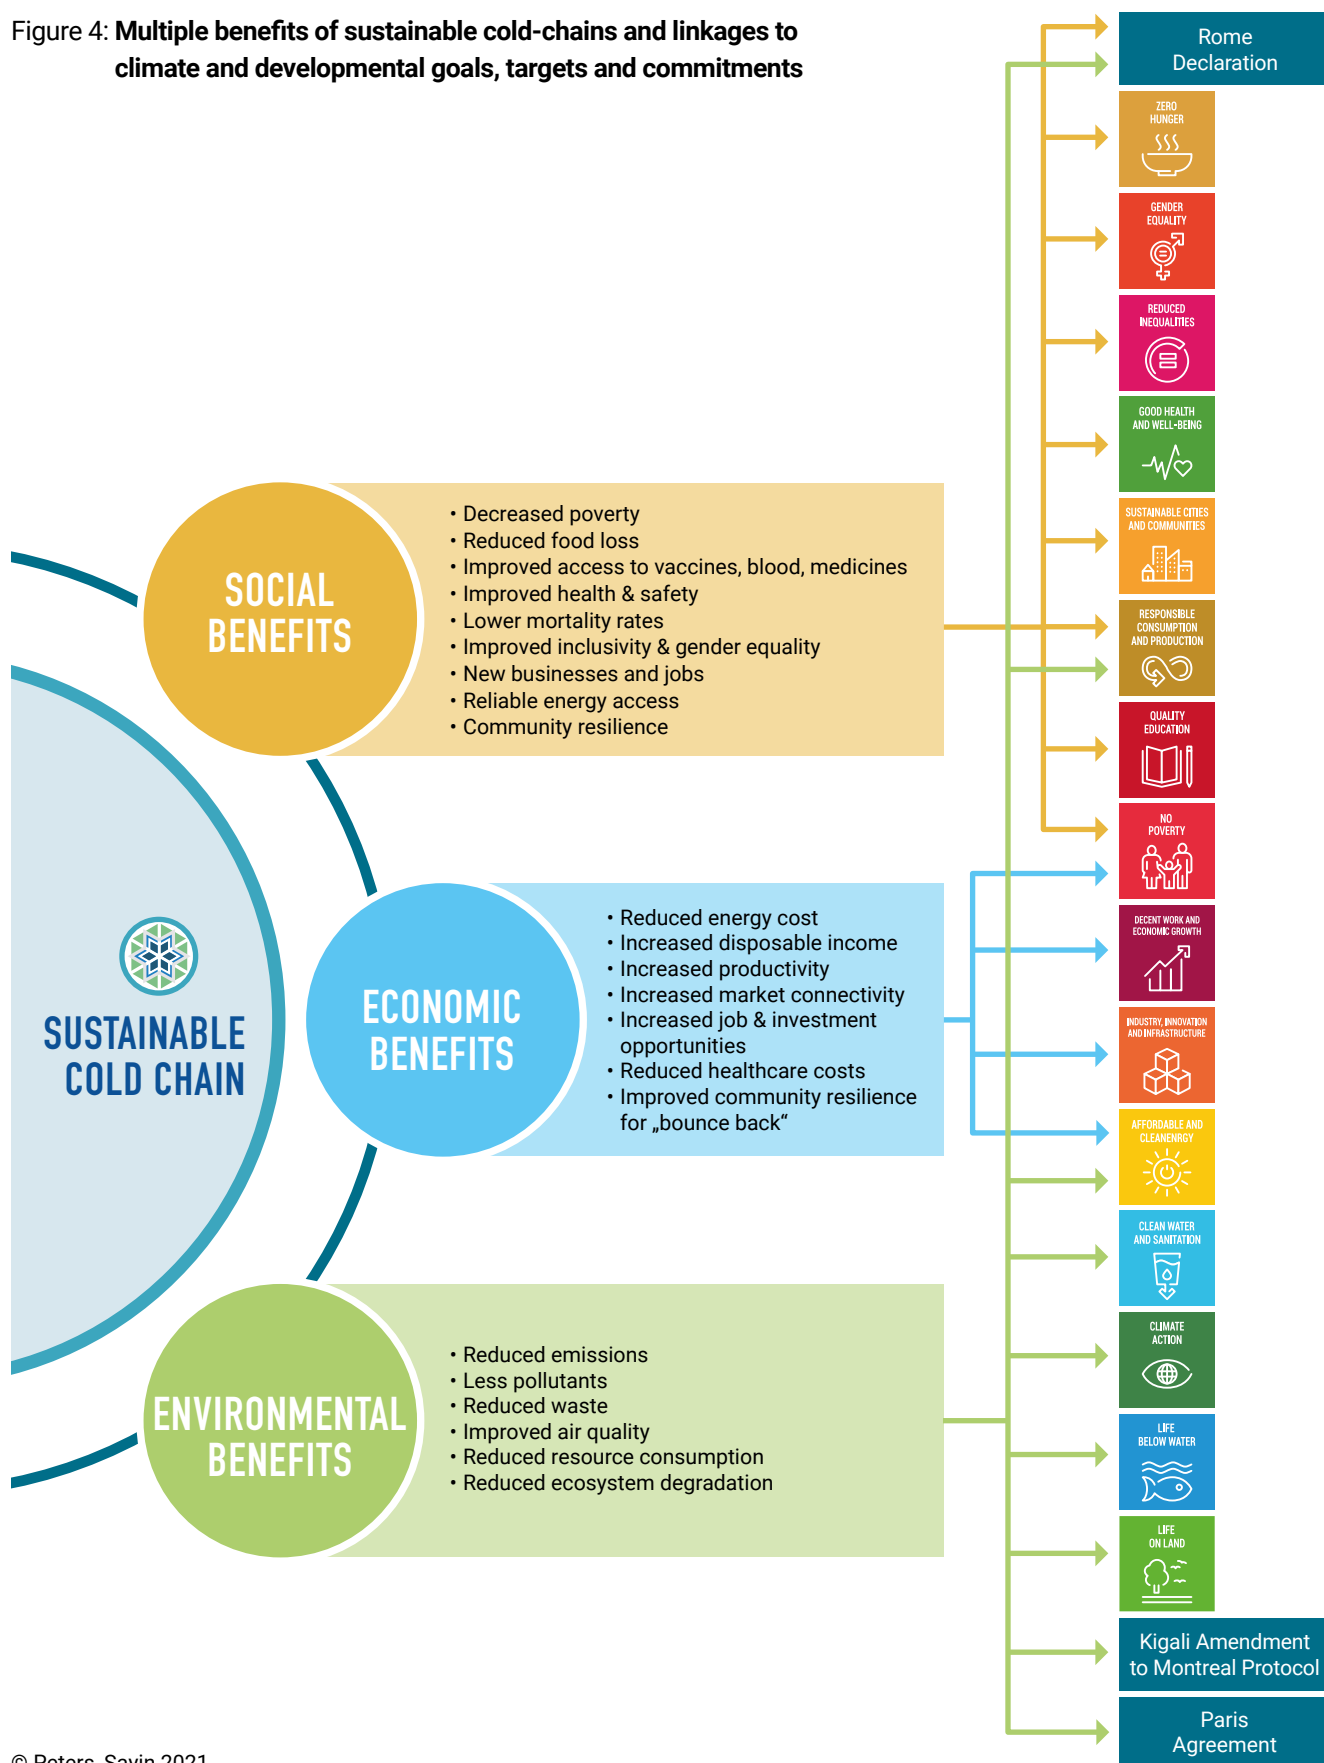 Figure 4: Multiple benefits of sustainable cold-chains and linkages to
climate and developmental goals, targets and commitments
SOCIAL
BENEFITS
• Decreased poverty
• Reduced food loss
• Improved access to vaccines, blood, medicines
• Improved health & safety
• Lower mortality rates
• Improved inclusivity & gender equality
• New businesses and jobs
• Reliable energy access
• Community resilience
SUSTAINABLE
COLD CHAIN
ECONOMIC
BENEFITS
• Reduced energy cost
• Increased disposable income
• Increased productivity
• Increased market connectivity
• Increased job & investment
opportunities
• Reduced healthcare costs
• Improved community resilience
for „bounce back“
ENVIRONMENTAL
BENEFITS
• Reduced emissions
• Less pollutants
• Reduced waste
• Improved air quality
• Reduced resource consumption
• Reduced ecosystem degradation
Rome
Declaration
ZERO
HUNGER
GENDER
EQUALITY
REDUCED
INEQUALITIES
GOOD HEALTH
AND WELL-BEING
SUSTAINABLE CITIES
AND COMMUNITIES
RESPONSIBLE
CONSUMPTION
AND PRODUCTION
QUALITY
EDUCATION
NO
POVERTY
DECENT WORK AND
ECONOMIC GROWTH
INDUSTRY, INNOVATION
AND INFRASTRUCTURE
AFFORDABLE AND
CLEANENRGY
CLEAN WATER
AND SANITATION
CLIMATE
ACTION
LIFE
BELOW WATER
LIFE
ON LAND
Kigali Amendment
to Montreal Protocol
Paris
Agreement
© Peters, Sayin 2021